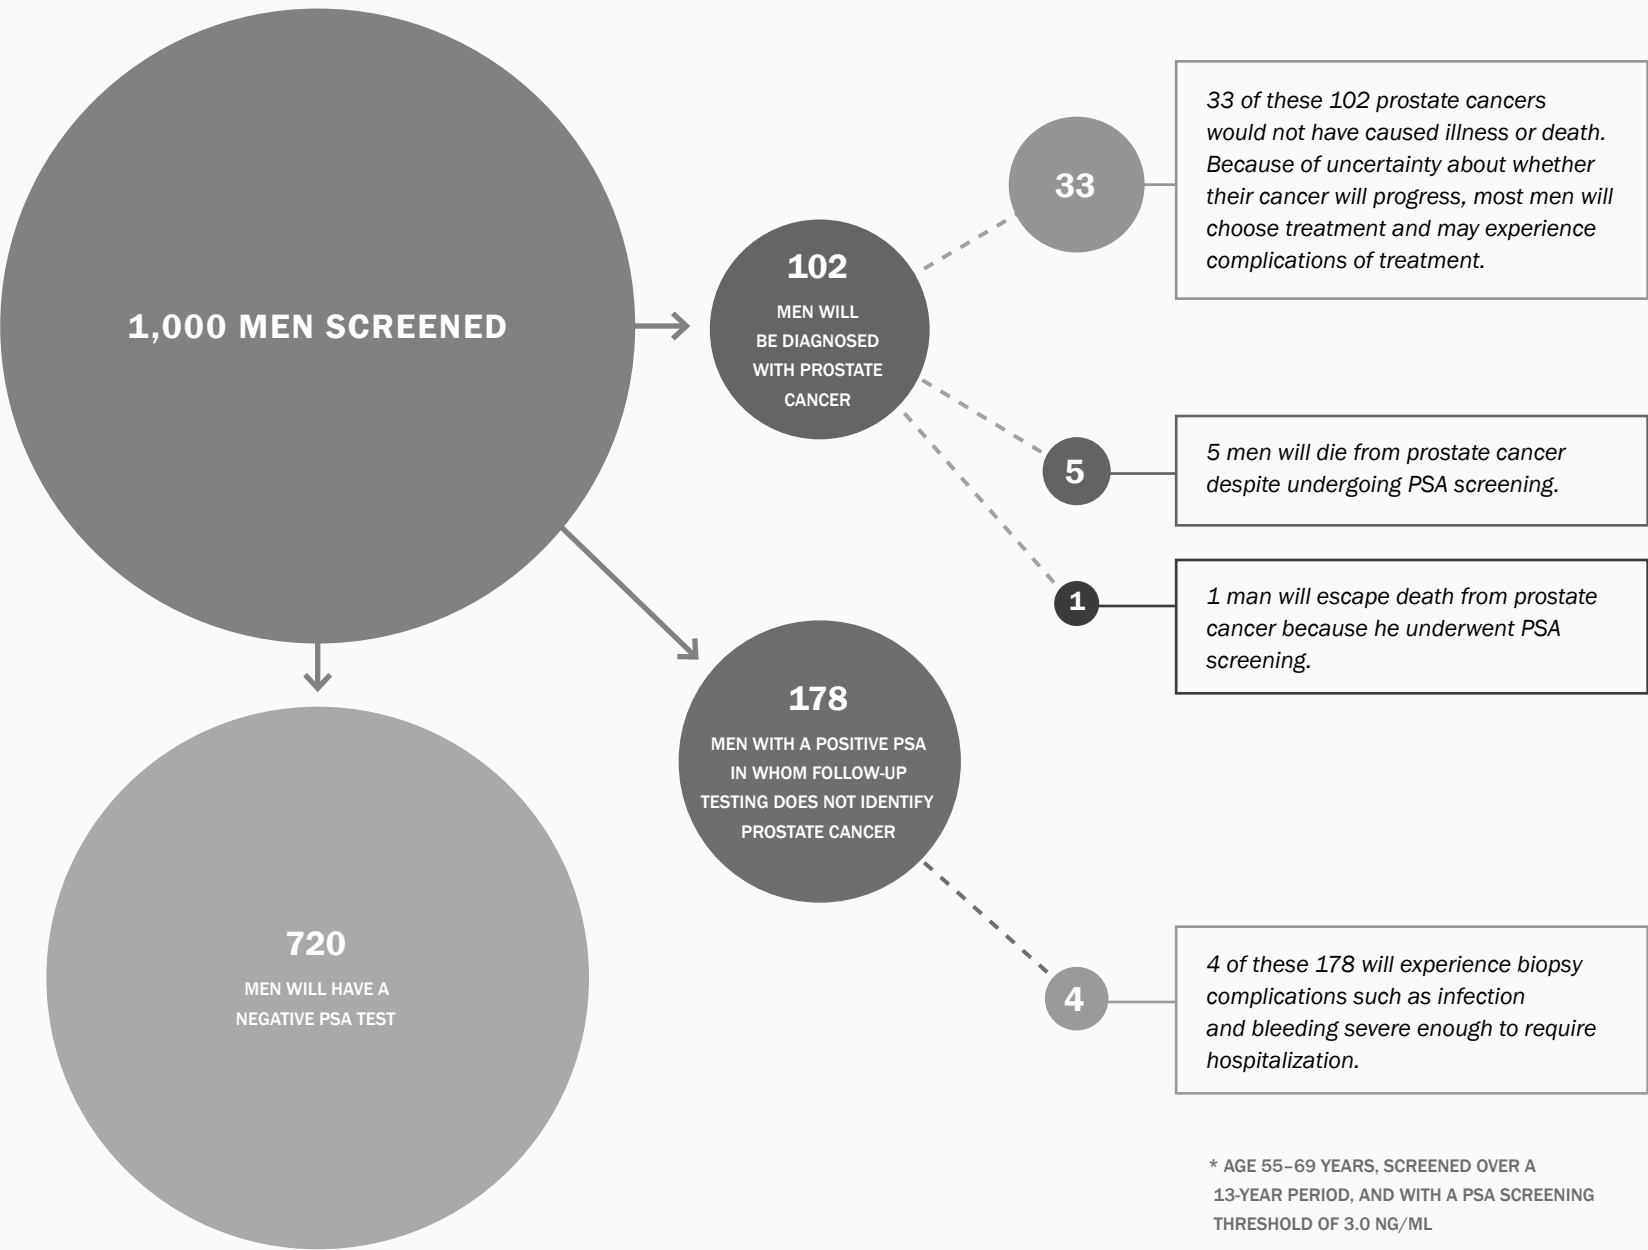 1,000 MEN SCREENED
102
MEN WILL
BE DIAGNOSED
WITH PROSTATE
CANCER
33
33 of these 102 prostate cancers
would not have caused illness or death.
Because of uncertainty about whether
their cancer will progress, most men will
choose treatment and may experience
complications of treatment.
5
5 men will die from prostate cancer
despite undergoing PSA screening.
1
1 man will escape death from prostate
cancer because he underwent PSA
screening.
178
MEN WITH A POSITIVE PSA
IN WHOM FOLLOW-UP
TESTING DOES NOT IDENTIFY
PROSTATE CANCER
4
4 of these 178 will experience biopsy
complications such as infection
and bleeding severe enough to require
hospitalization.
720
MEN WILL HAVE A
NEGATIVE PSA TEST
* AGE 55–69 YEARS, SCREENED OVER A
13-YEAR PERIOD, AND WITH A PSA SCREENING
THRESHOLD OF 3.0 NG/ML